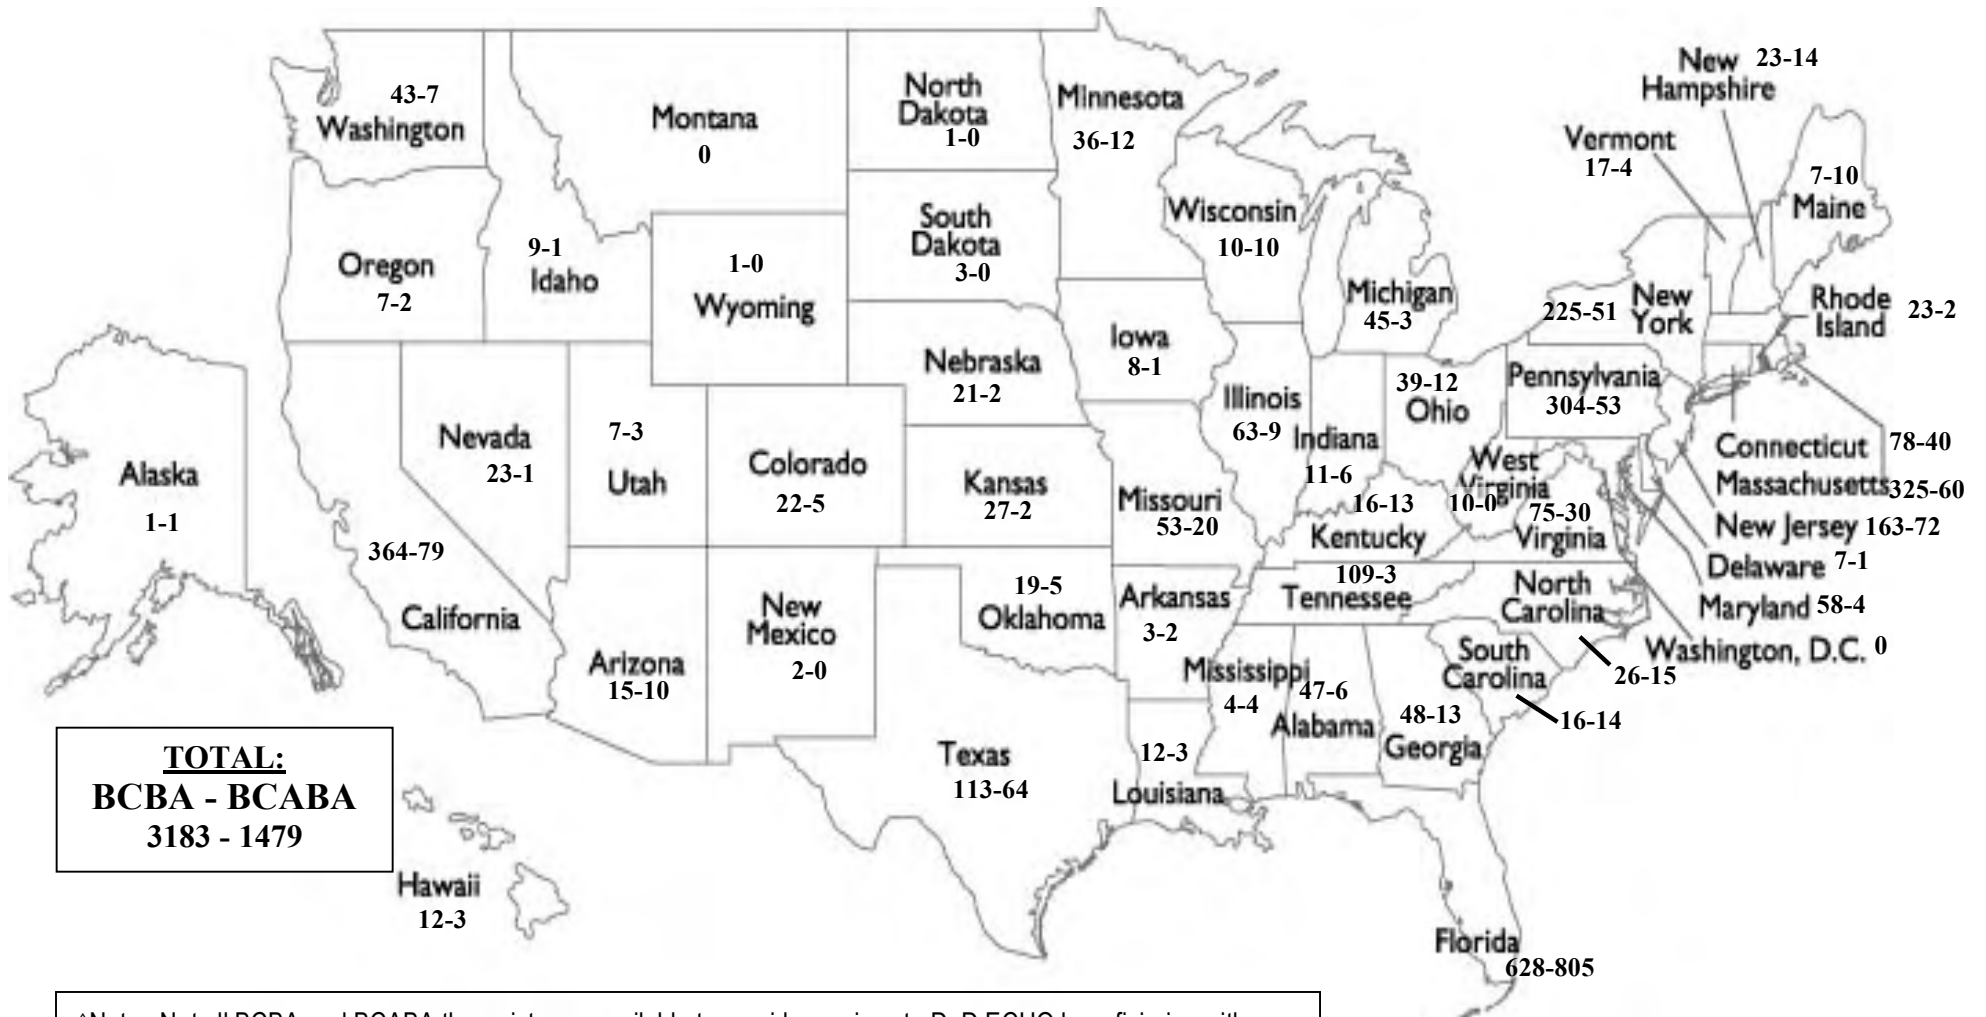 New 23-14
Hampshire
43-7
Washington
Montana
0
North
Dakota
1-0
Minnesota
36-12
Vermont
17-4
7-10
Maine
Wisconsin
10-10
South
Dakota
3-0
Oregon
7-2
9-1
Idaho
1-0
Wyoming
Michigan
45-3
225-51
New
York
Rhode
Island
23-2
Iowa
8-1
Nebraska
21-2
Illinois
63-9
Indiana
11-6
39-12
Ohio
Pennsylvania
304-53
Nevada
23-1
7-3
Utah
Colorado
22-5
Kansas
27-2
Missouri
53-20
16-13
Kentucky
West
Virginia
10-0
75-30
Virginia
Connecticut
78-40
Massachusetts 325-60
New Jersey 163-72
Delaware 7-1
Maryland 58-4
Washington, D.C. 0
Alaska
1-1
364-79
California
Arizona
15-10
New
Mexico
2-0
19-5
Oklahoma
Arkansas
3-2
109-3
Tennessee
North
Carolina
26-15
South
Carolina
16-14
Mississippi
4-4
47-6
Alabama
48-13
Georgia
Texas
113-64
12-3
Louisiana
Florida
628-805
TOTAL:
BCBA - BCABA
3183 - 1479
Hawaii
12-3